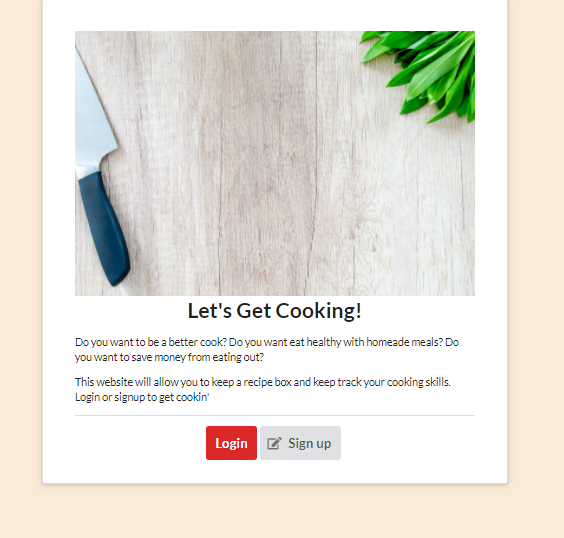 Let's Get Cooking!
Do you want to be a better cook? Do you want eat healthy with homeade meals? Do
you want to save money from eating out?
This website will allow you to keep a recipe box and keep track your cooking skills.
Login or signup to get cookin'
Login
Sign up